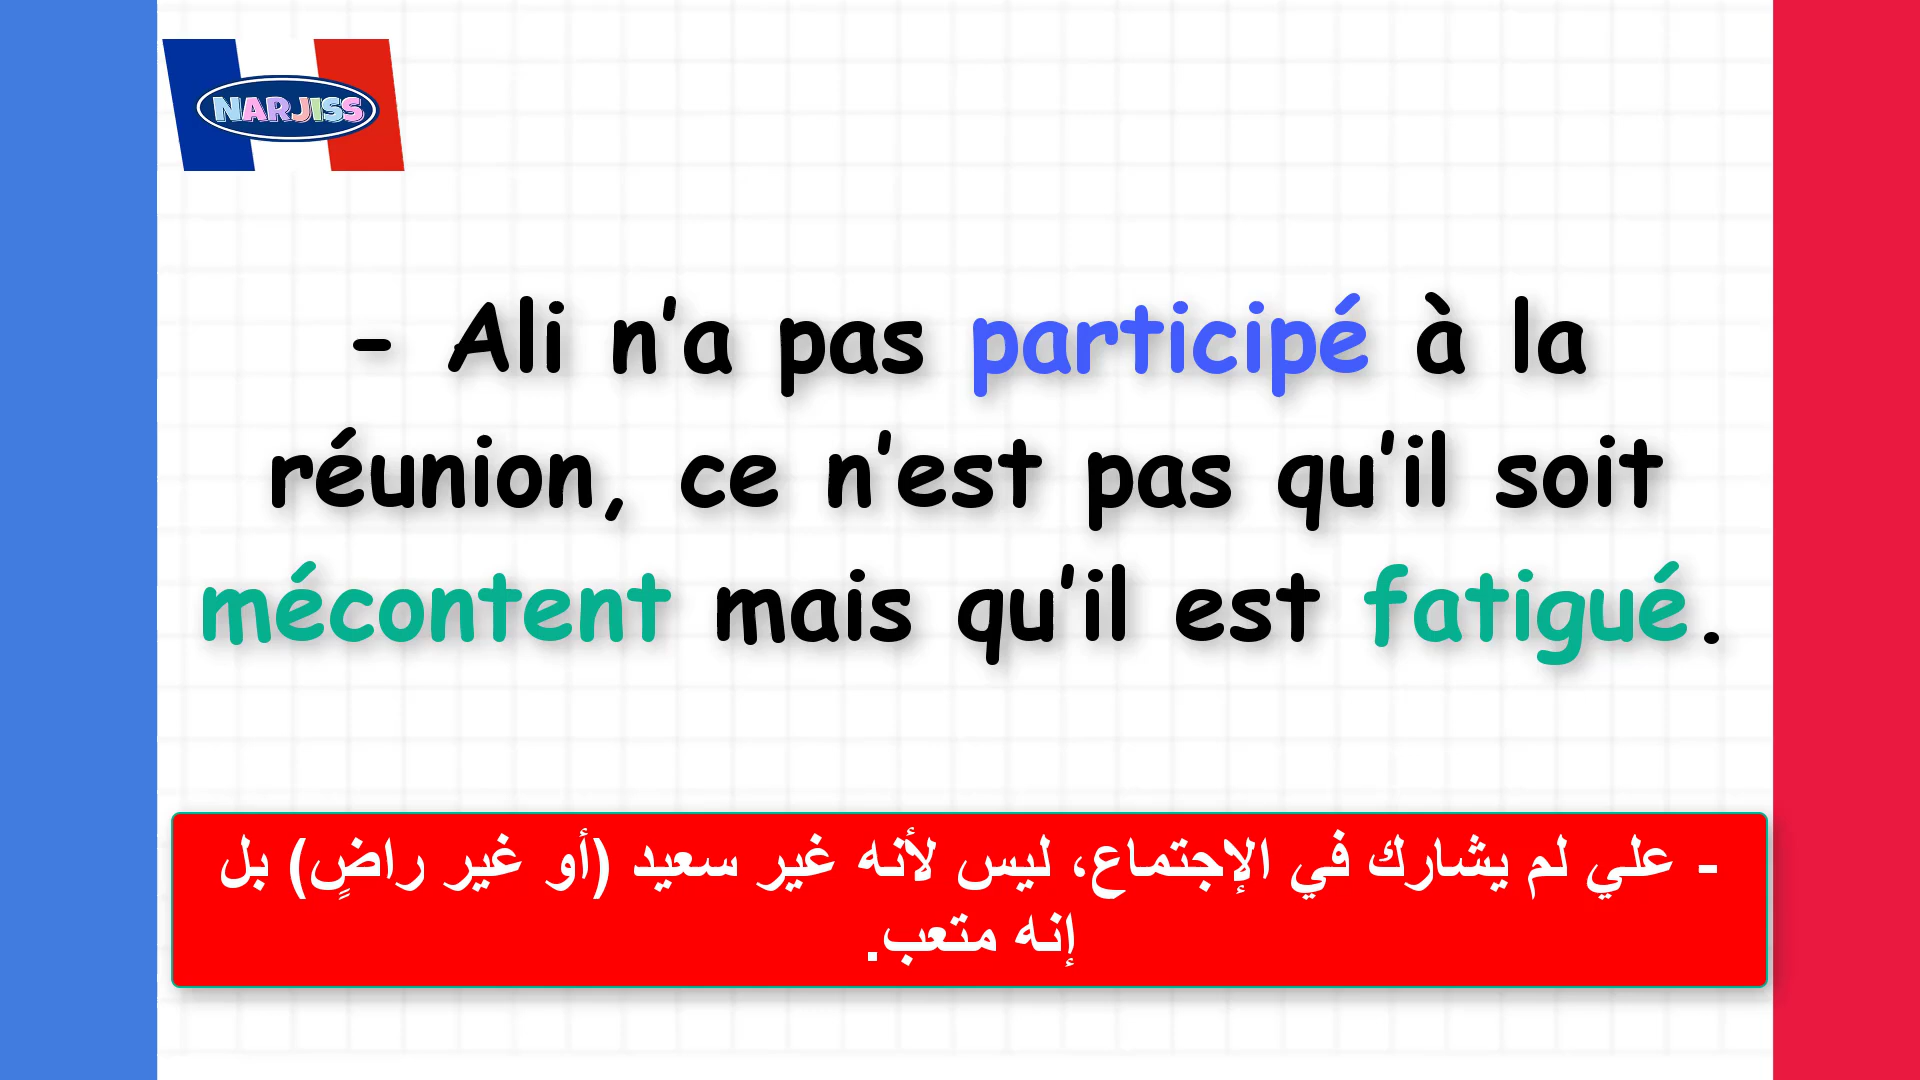 NARJISS
- Ali n’a pas participé à la
réunion, ce n’est pas qu’il soit
mécontent mais qu’il est fatigué.
- علي لم يشارك في الإجتماع، ليس لأنه غير سعيد (أو غير راضٍ) بل
إنه متعب.